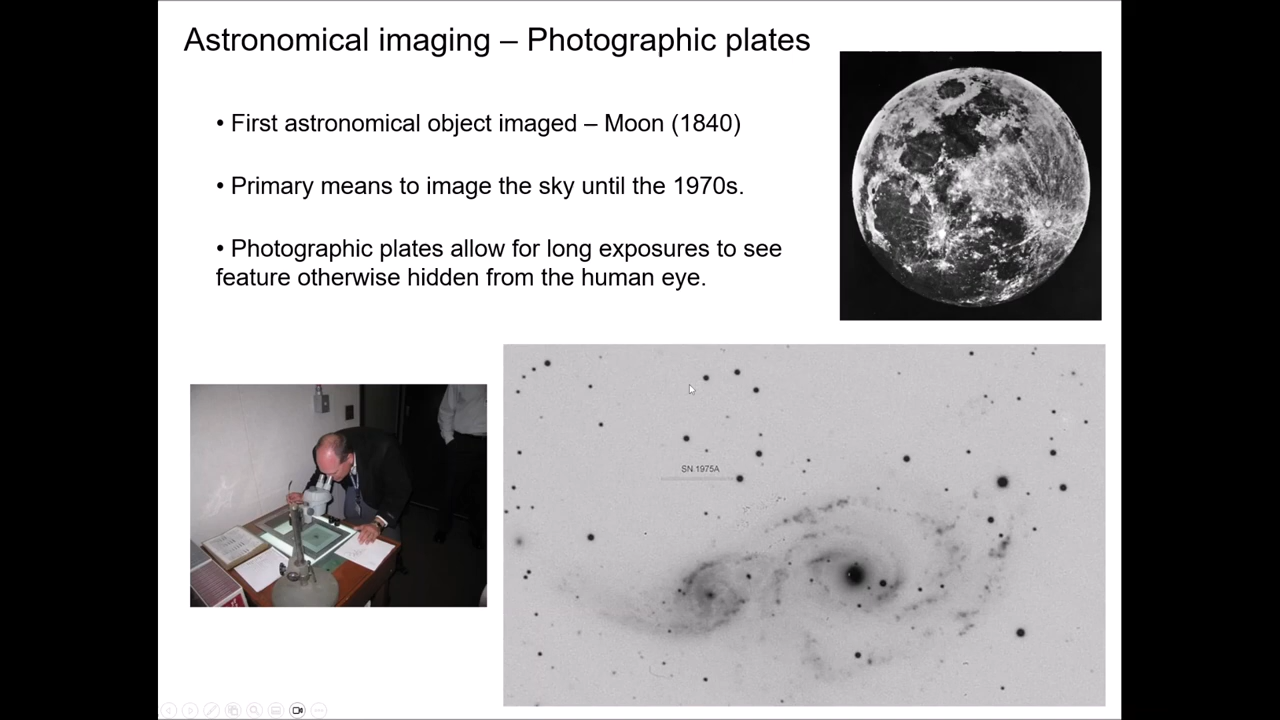 Astronomical imaging – Photographic plates
• First astronomical object imaged – Moon (1840)
• Primary means to image the sky until the 1970s.
• Photographic plates allow for long exposures to see
feature otherwise hidden from the human eye.
SN 1975A